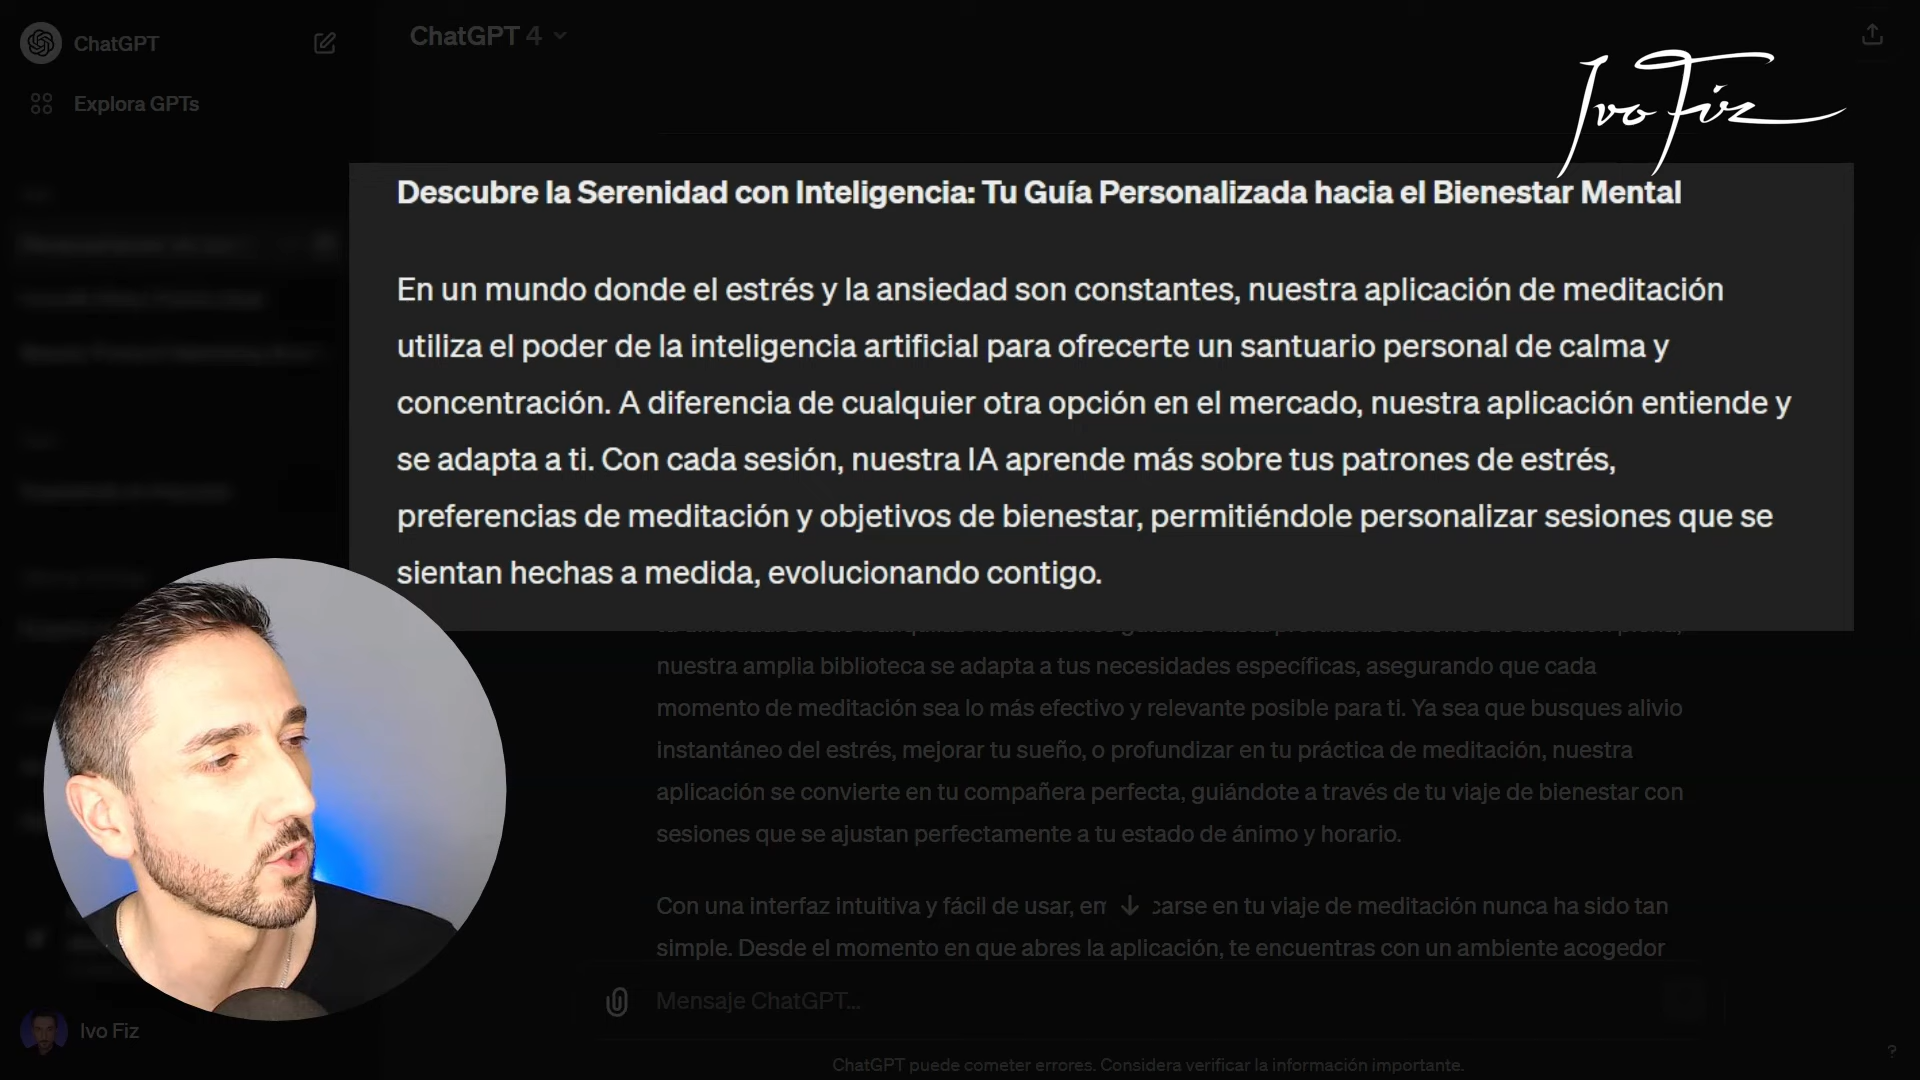 ChatGPT
ChatGPT 4
Explora GPTs
Ivo Fiz
Descubre la Serenidad con Inteligencia: Tu Guía Personalizada hacia el Bienestar Mental
En un mundo donde el estrés y la ansiedad son constantes, nuestra aplicación de meditación
utiliza el poder de la inteligencia artificial para ofrecerte un santuario personal de calma y
concentración. A diferencia de cualquier otra opción en el mercado, nuestra aplicación entiende y
se adapta a ti. Con cada sesión, nuestra IA aprende más sobre tus patrones de estrés,
preferencias de meditación y objetivos de bienestar, permitiéndole personalizar sesiones que se
sientan hechas a medida, evolucionando contigo.
nuestra amplia biblioteca se adapta a tus necesidades específicas, asegurando que cada
momento de meditación sea lo más efectivo y relevante posible para ti. Ya sea que busques alivio
instantáneo del estrés, mejorar tu sueño, o profundizar en tu práctica de meditación, nuestra
aplicación se convierte en tu compañera perfecta, guiándote a través de tu viaje de bienestar con
sesiones que se ajustan perfectamente a tu estado de ánimo y horario.
Con una interfaz intuitiva y fácil de usar, em carse en tu viaje de meditación nunca ha sido tan
simple. Desde el momento en que abres la aplicación, te encuentras con un ambiente acogedor
Mensaje ChatGPT...
Ivo Fiz
ChatGPT puede cometer errores. Considera verificar la información importante.
?